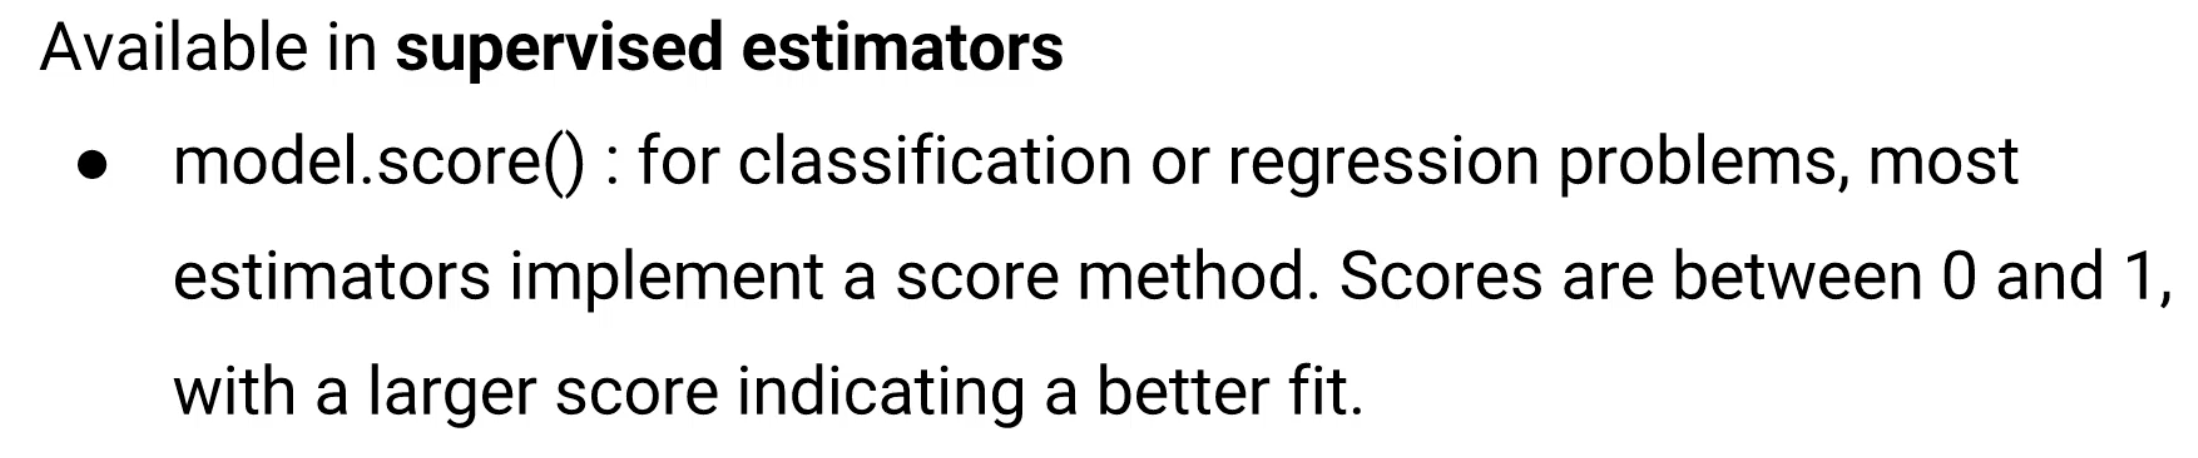 Available in supervised estimators
● model.score() : for classification or regression problems, most
estimators implement a score method. Scores are between 0 and 1,
with a larger score indicating a better fit.